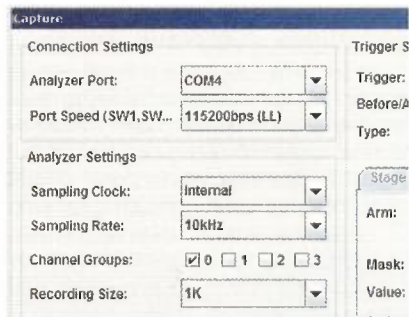 Capture
Connection Settings
Analyzer Port: COM4
Port Speed (SW1,SW... 115200bps (LL)
Analyzer Settings
Sampling Clock: Internal
Sampling Rate: 10kHz
Channel Groups: 0 1 2 3
Recording Size: 1K
Trigger S
Trigger:
Before/A
Type:
Stage
Arm:
Mask:
Value: